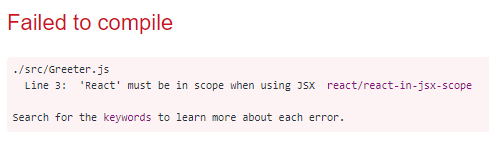 Failed to compile
./src/Greeter.js
Line 3:  'React' must be in scope when using JSX  react/react-in-jsx-scope
Search for the keywords to learn more about each error.